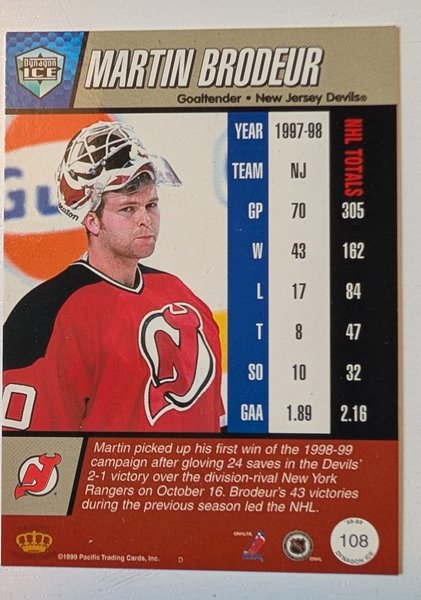 Dynagon
ICE
MARTIN BRODEUR
Goaltender • New Jersey Devils®
YEAR 1997-98 NHL TOTALS
TEAM NJ
GP 70 305
W 43 162
L 17 84
T 8 47
SO 10 32
GAA 1.89 2.16
0
Martin picked up his first win of the 1998-99
campaign after gloving 24 saves in the Devils'
2-1 victory over the division-rival New York
Rangers on October 16. Brodeur's 43 victories
during the previous season led the NHL.
©1999 Pacific Trading Cards, Inc.
©NHLPA
©NHL
'98-99
108
DYNAGON ICE